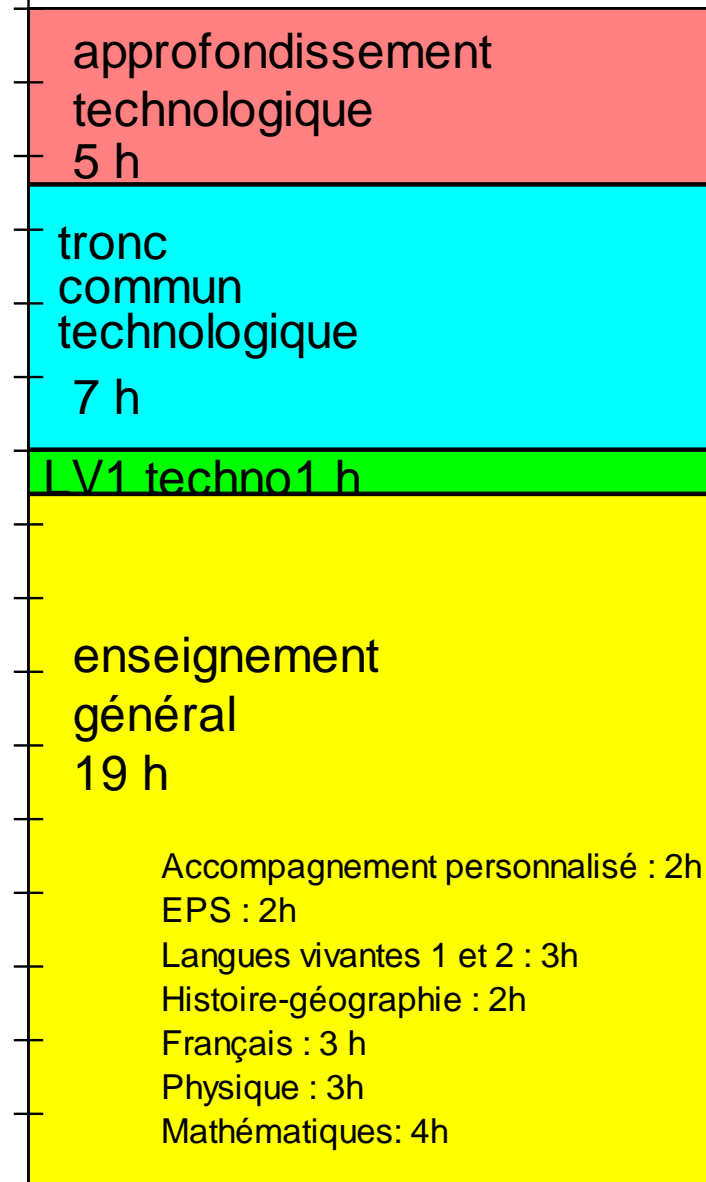 approfondissement
technologique
5 h
tronc
commun
technologique
7 h
LV1 techno1 h
enseignement
général
19 h
Accompagnement personnalisé : 2h
EPS : 2h
Langues vivantes 1 et 2 : 3h
Histoire-géographie : 2h
Français : 3 h
Physique : 3h
Mathématiques: 4h